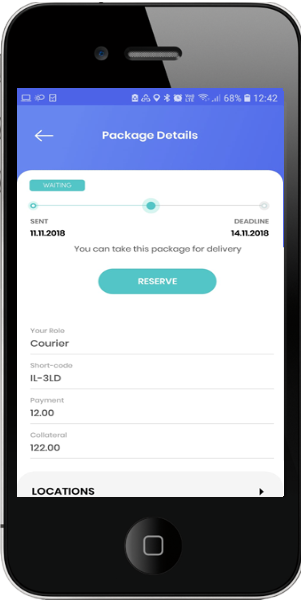 68% 12:42
Package Details
WAITING
SENT DEADLINE
11.11.2018 14.11.2018
You can take this package for delivery
RESERVE
Your Role
Courier
Short-code
IL-3LD
Payment
12.00
Collateral
122.00
LOCATIONS